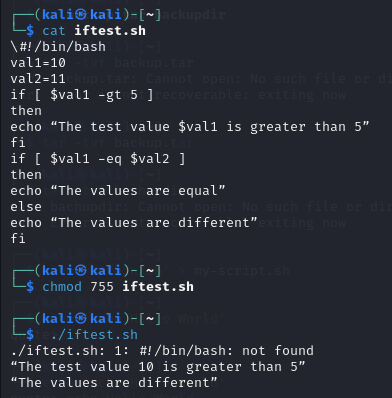 ┌──(kali㉿kali)-[~]
└─$ cat iftest.sh
\#!/bin/bash
val1=10
val2=11
if [ $val1 -gt 5 ]
then
echo “The test value $val1 is greater than 5”
fi
if [ $val1 -eq $val2 ]
then
echo “The values are equal”
else
echo “The values are different”
fi
┌──(kali㉿kali)-[~]
└─$ chmod 755 iftest.sh
┌──(kali㉿kali)-[~]
└─$ ./iftest.sh
./iftest.sh: 1: #!/bin/bash: not found
“The test value 10 is greater than 5”
“The values are different”